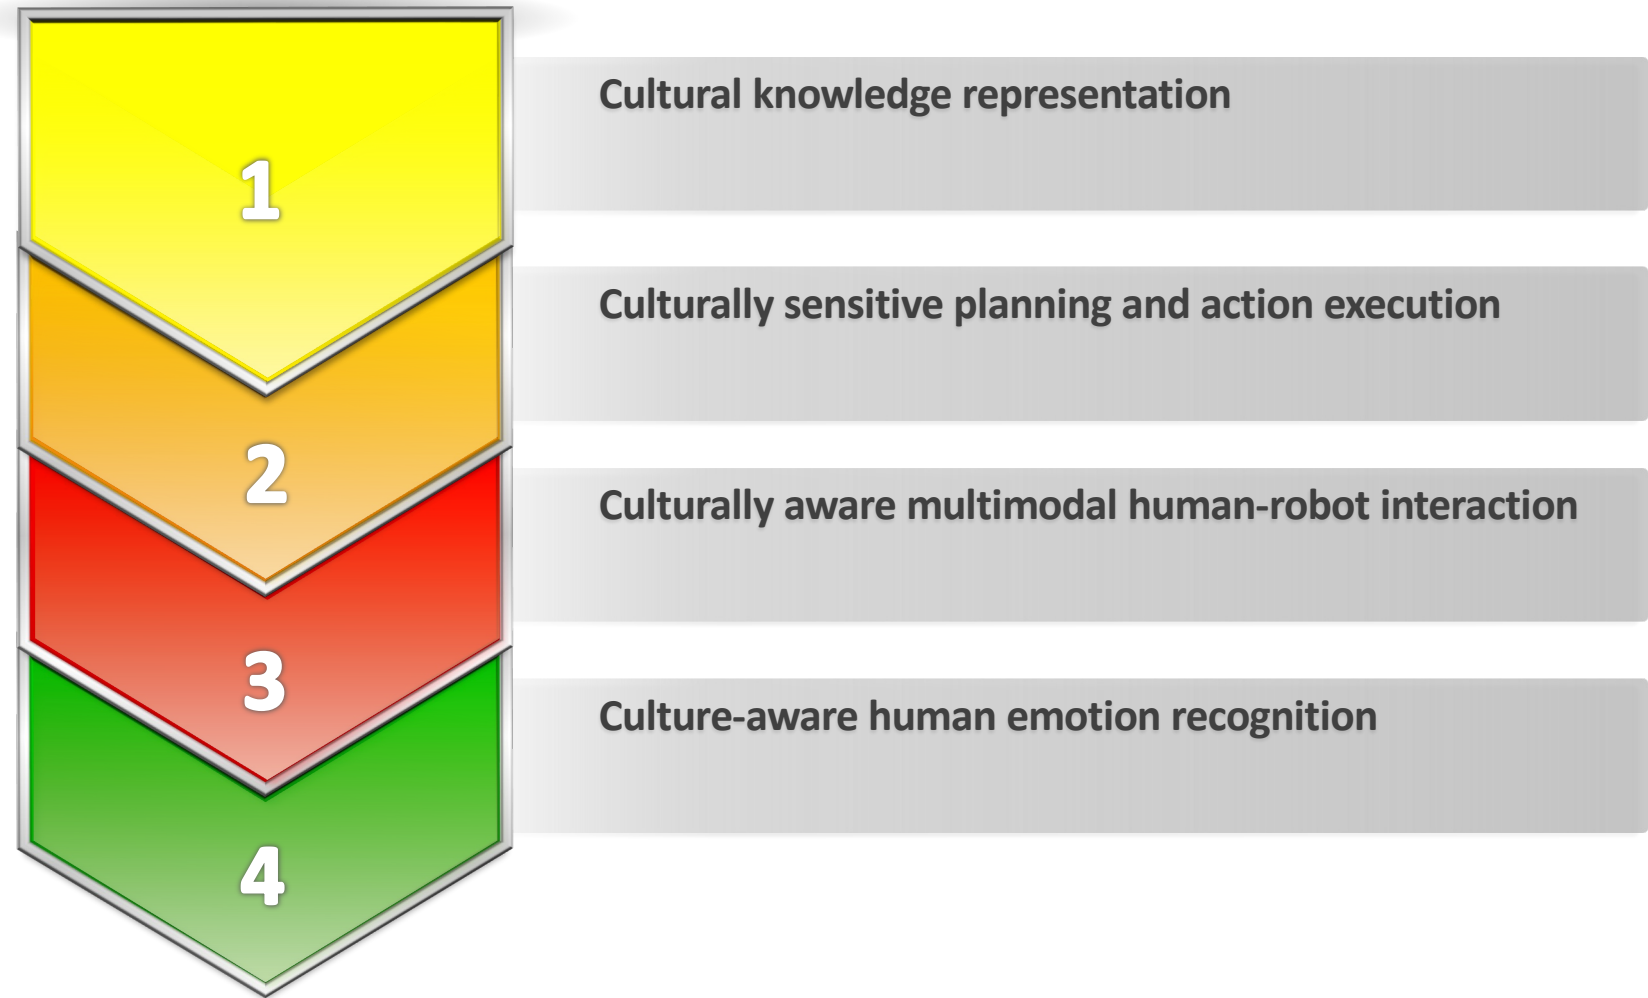 1
Cultural knowledge representation
2
Culturally sensitive planning and action execution
3
Culturally aware multimodal human-robot interaction
4
Culture-aware human emotion recognition